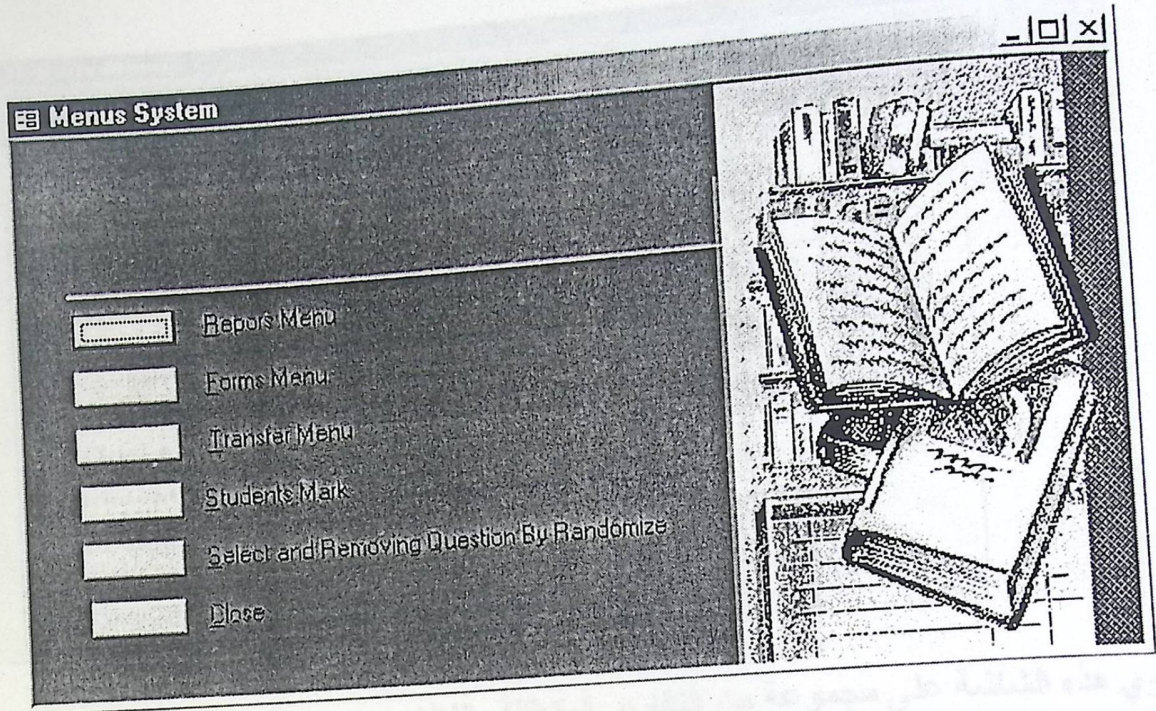 Menus System
Repors Menu
Forms Menu
Transfer Menu
Students Mark
Select and Removing Question By Randomize
Close